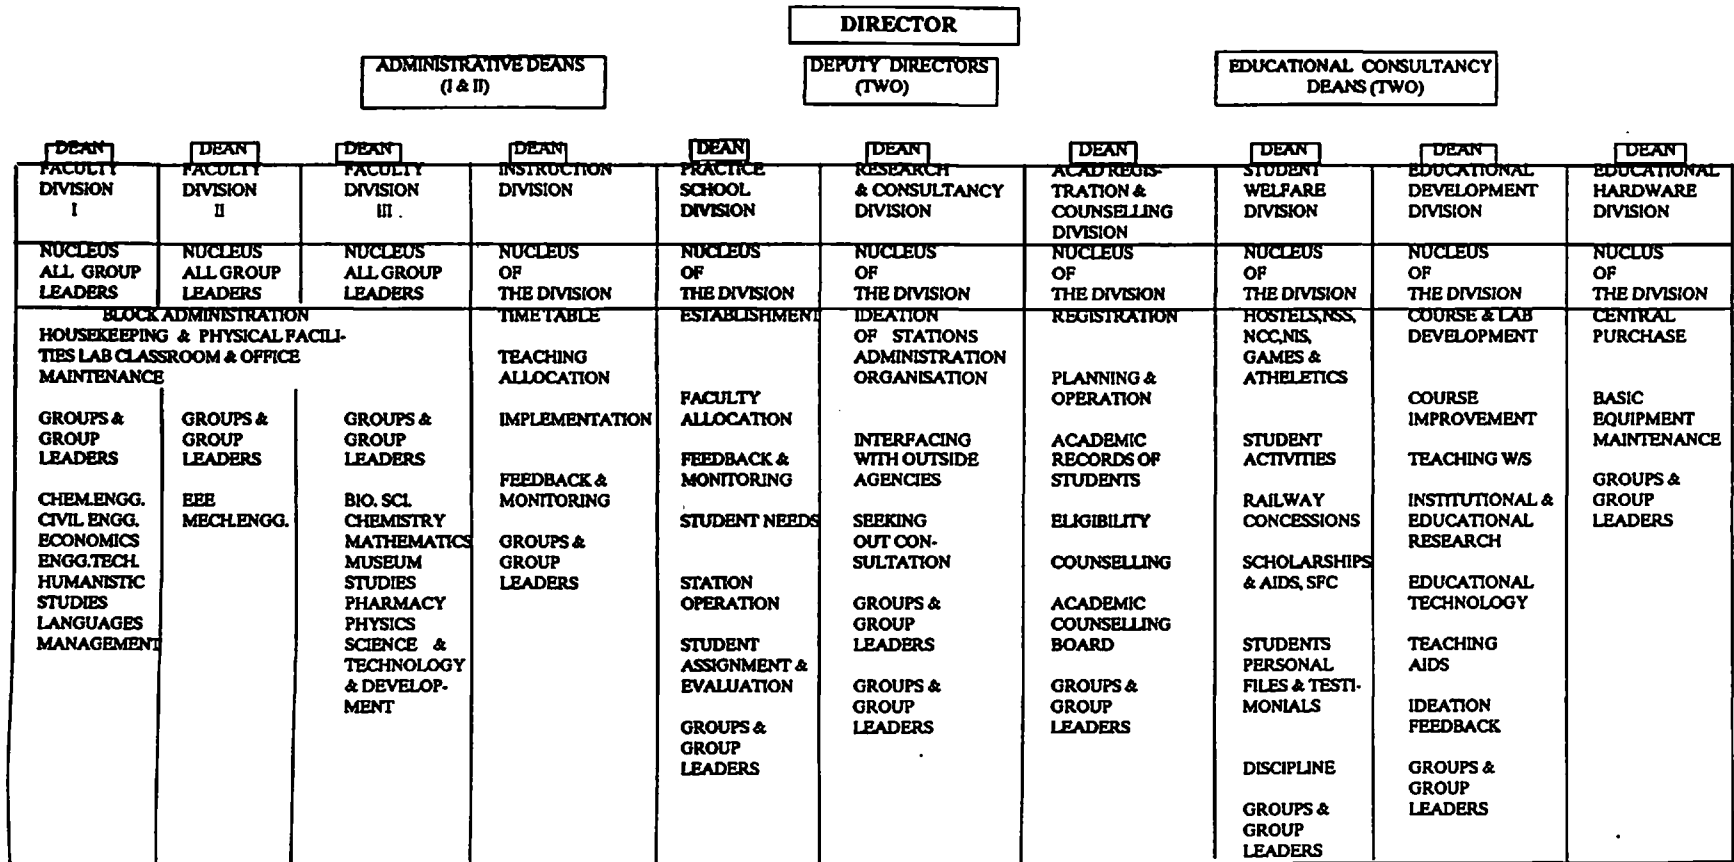 DIRECTOR
ADMINISTRATIVE DEANS
(I & II)
DEPUTY DIRECTORS
(TWO)
EDUCATIONAL CONSULTANCY
DEANS (TWO)
DEAN
FACULTY
DIVISION
I
NUCLEUS
ALL GROUP
LEADERS
DEAN
FACULTY
DIVISION
II
NUCLEUS
ALL GROUP
LEADERS
DEAN
FACULTY
DIVISION
III
NUCLEUS
ALL GROUP
LEADERS
BLOCK ADMINISTRATION
HOUSEKEEPING & PHYSICAL FACILI-
TIES LAB CLASSROOM & OFFICE
MAINTENANCE
GROUPS &
GROUP
LEADERS
CHEM.ENGG.
CIVIL ENGG.
ECONOMICS
ENGG.TECH.
HUMANISTIC
STUDIES
LANGUAGES
MANAGEMENT
GROUPS &
GROUP
LEADERS
EEE
MECH.ENGG.
GROUPS &
GROUP
LEADERS
BIO. SCI.
CHEMISTRY
MATHEMATICS
MUSEUM
STUDIES
PHARMACY
PHYSICS
SCIENCE &
TECHNOLOGY
& DEVELOP-
MENT
DEAN
INSTRUCTION
DIVISION
NUCLEUS
OF
THE DIVISION
TIME TABLE
TEACHING
ALLOCATION
IMPLEMENTATION
FEEDBACK &
MONITORING
GROUPS &
GROUP
LEADERS
DEAN
PRACTICE
SCHOOL
DIVISION
NUCLEUS
OF
THE DIVISION
ESTABLISHMENT
FACULTY
ALLOCATION
FEEDBACK &
MONITORING
STUDENT NEEDS
STATION
OPERATION
STUDENT
ASSIGNMENT &
EVALUATION
GROUPS &
GROUP
LEADERS
DEAN
RESEARCH
& CONSULTANCY
DIVISION
NUCLEUS
OF
THE DIVISION
IDEATION
OF STATIONS
ADMINISTRATION
ORGANISATION
INTERFACING
WITH OUTSIDE
AGENCIES
SEEKING
OUT CON-
SULTATION
GROUPS &
GROUP
LEADERS
GROUPS &
GROUP
LEADERS
DEAN
ACAD REGIS-
TRATION &
COUNSELLING
DIVISION
NUCLEUS
OF
THE DIVISION
REGISTRATION
PLANNING &
OPERATION
ACADEMIC
RECORDS OF
STUDENTS
ELIGIBILITY
COUNSELLING
ACADEMIC
COUNSELLING
BOARD
GROUPS &
GROUP
LEADERS
DEAN
STUDENT
WELFARE
DIVISION
NUCLEUS
OF
THE DIVISION
HOSTELS,NSS,
NCC,NIS,
GAMES &
ATHELETICS
STUDENT
ACTIVITIES
RAILWAY
CONCESSIONS
SCHOLARSHIPS
& AIDS, SFC
STUDENTS
PERSONAL
FILES & TESTI-
MONIALS
DISCIPLINE
GROUPS &
GROUP
LEADERS
DEAN
EDUCATIONAL
DEVELOPMENT
DIVISION
NUCLEUS
OF
THE DIVISION
COURSE & LAB
DEVELOPMENT
COURSE
IMPROVEMENT
TEACHING W/S
INSTITUTIONAL &
EDUCATIONAL
RESEARCH
EDUCATIONAL
TECHNOLOGY
TEACHING
AIDS
IDEATION
FEEDBACK
GROUPS &
GROUP
LEADERS
DEAN
EDUCATIONAL
HARDWARE
DIVISION
NUCLUS
OF
THE DIVISION
CENTRAL
PURCHASE
BASIC
EQUIPMENT
MAINTENANCE
GROUPS &
GROUP
LEADERS